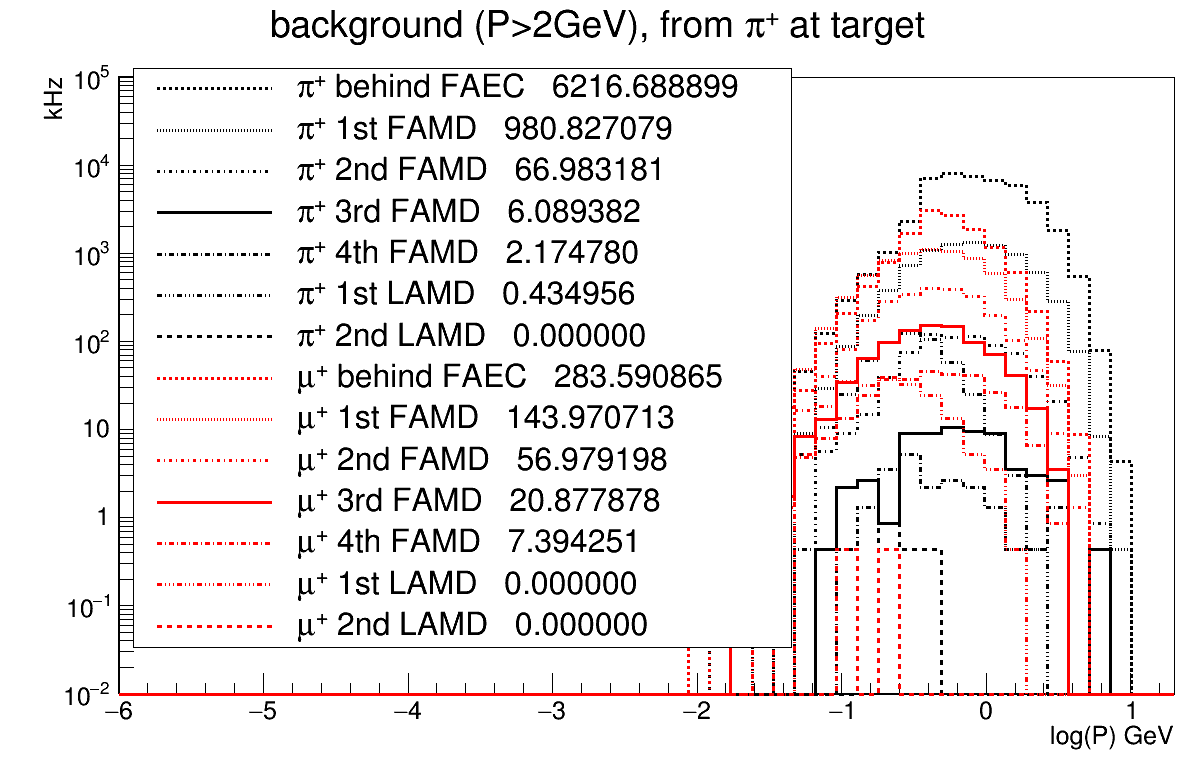 background (P>2GeV), from π⁺ at target
kHz
10⁵
10⁴
10³
10²
10
1
10⁻¹
10⁻²
π⁺ behind FAEC 6216.688899
π⁺ 1st FAMD 980.827079
π⁺ 2nd FAMD 66.983181
π⁺ 3rd FAMD 6.089382
π⁺ 4th FAMD 2.174780
π⁺ 1st LAMD 0.434956
π⁺ 2nd LAMD 0.000000
μ⁺ behind FAEC 283.590865
μ⁺ 1st FAMD 143.970713
μ⁺ 2nd FAMD 56.979198
μ⁺ 3rd FAMD 20.877878
μ⁺ 4th FAMD 7.394251
μ⁺ 1st LAMD 0.000000
μ⁺ 2nd LAMD 0.000000
−6 −5 −4 −3 −2 −1 0 1
log(P) GeV